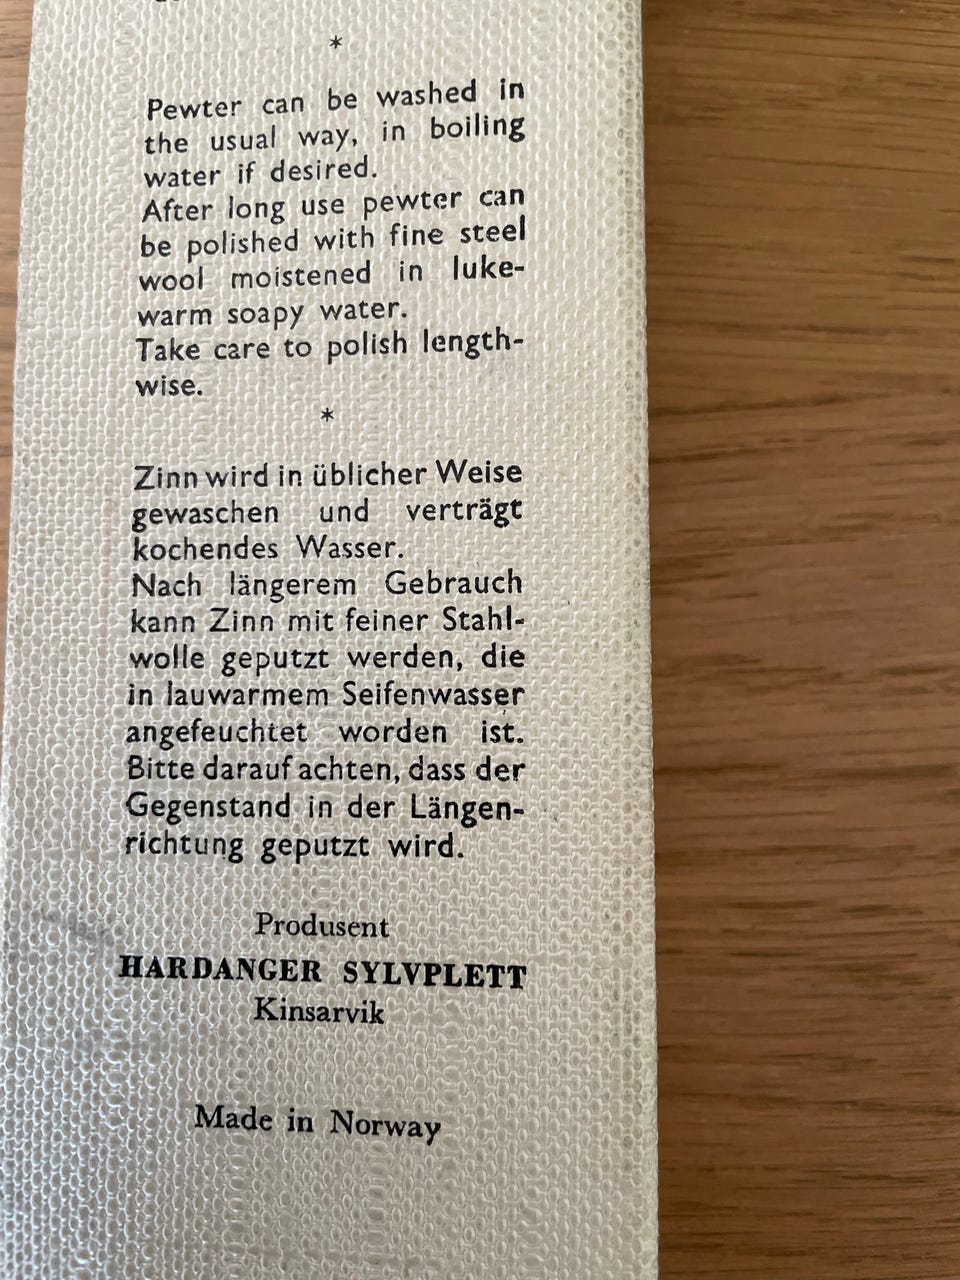 *
Pewter can be washed in
the usual way, in boiling
water if desired.
After long use pewter can
be polished with fine steel
wool moistened in luke-
warm soapy water.
Take care to polish length-
wise.
*
Zinn wird in üblicher Weise
gewaschen und verträgt
kochendes Wasser.
Nach längerem Gebrauch
kann Zinn mit feiner Stahl-
wolle geputzt werden, die
in lauwarmem Seifenwasser
angefeuchtet worden ist.
Bitte darauf achten, dass der
Gegenstand in der Längen-
richtung geputzt wird.
Produsent
HARDANGER SYLVPLETT
Kinsarvik
Made in Norway